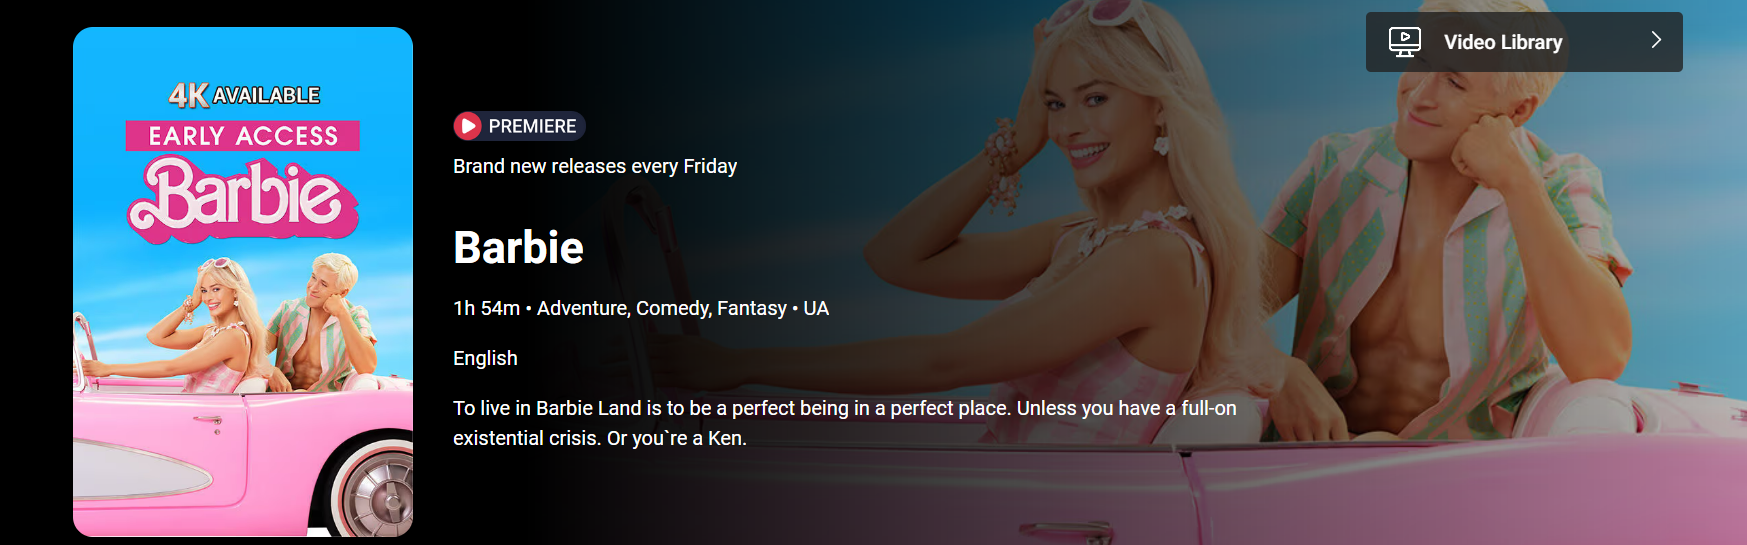 4K AVAILABLE
EARLY ACCESS
Barbie
PREMIERE
Brand new releases every Friday
Barbie
1h 54m • Adventure, Comedy, Fantasy • UA
English
To live in Barbie Land is to be a perfect being in a perfect place. Unless you have a full-on
existential crisis. Or you`re a Ken.
Video Library